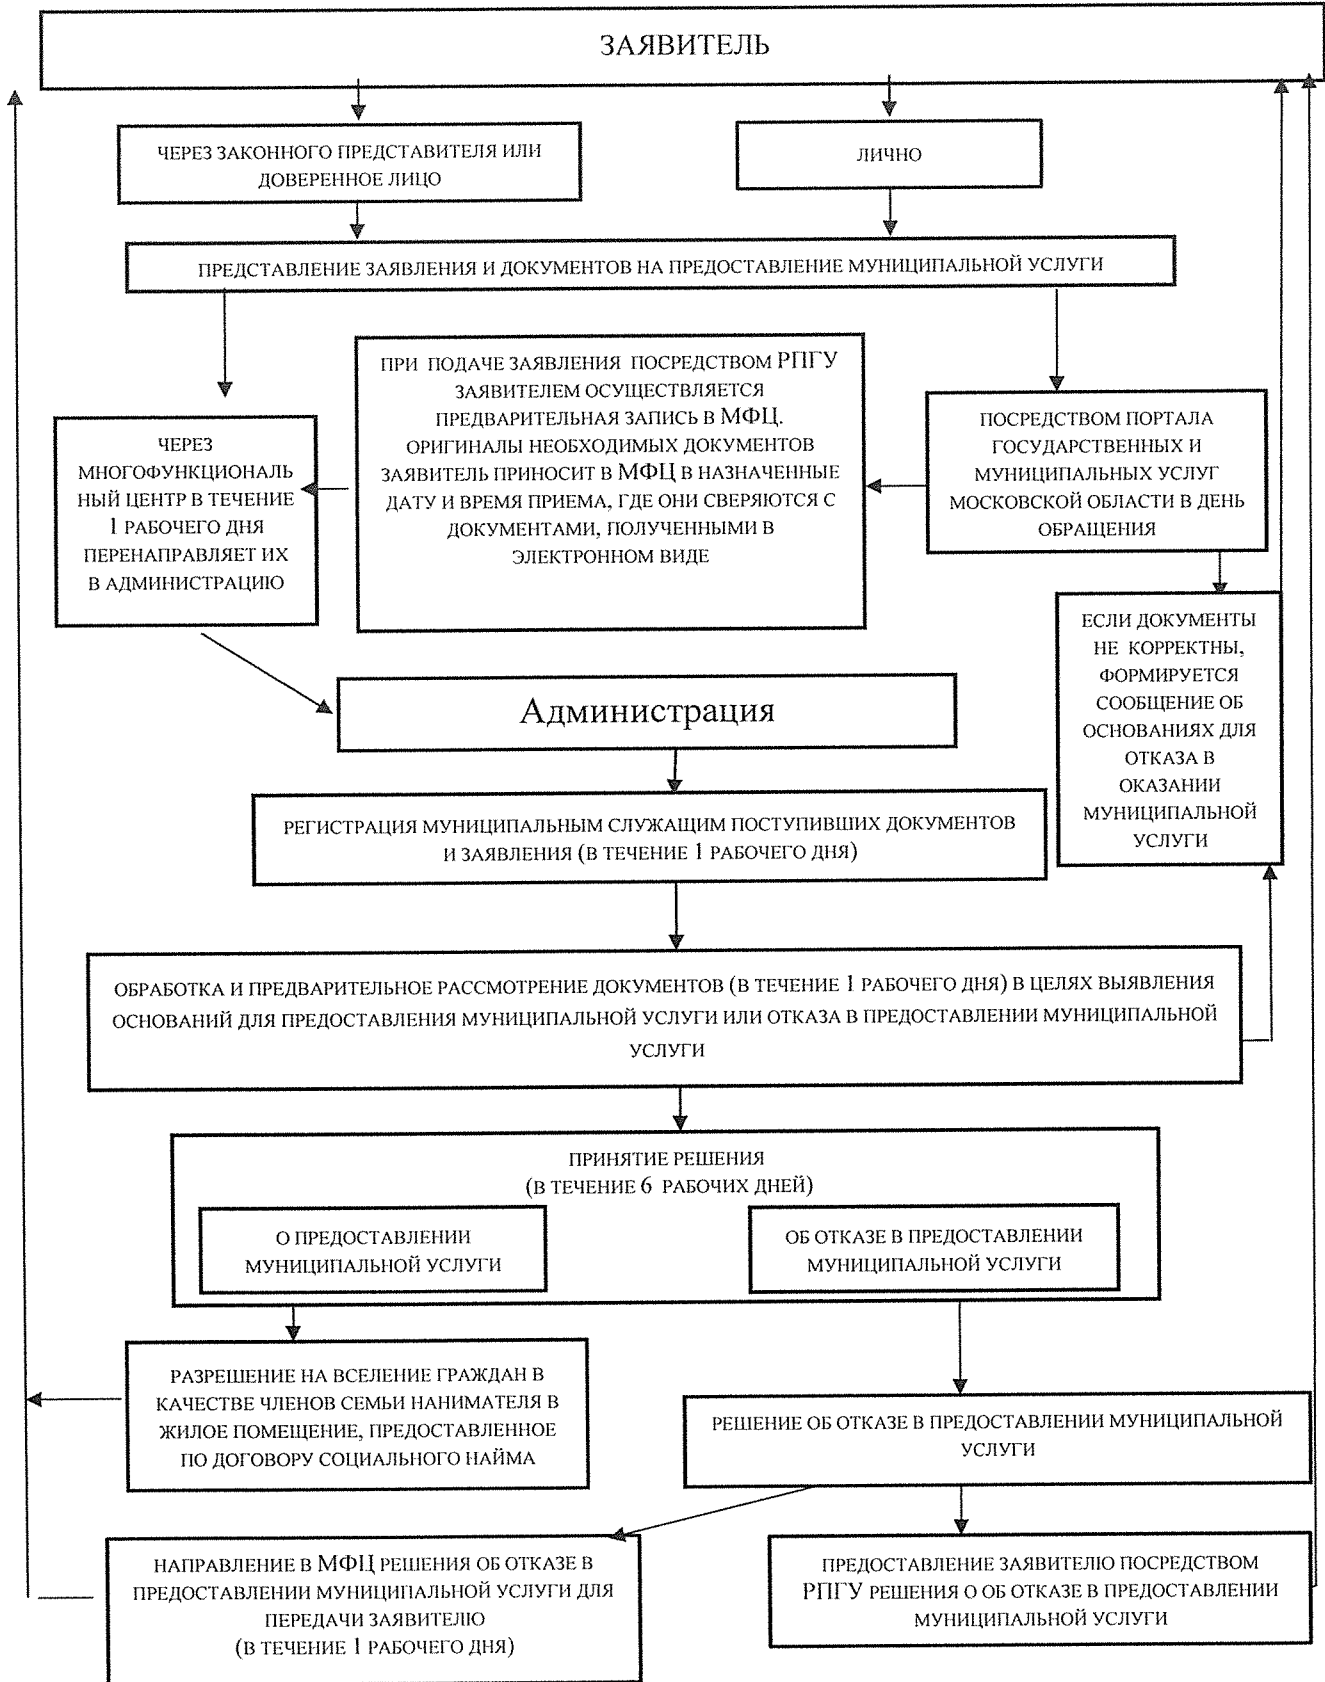 ЗАЯВИТЕЛЬ
ЧЕРЕЗ ЗАКОННОГО ПРЕДСТАВИТЕЛЯ ИЛИ
ДОВЕРЕННОЕ ЛИЦО
ЛИЧНО
ПРЕДСТАВЛЕНИЕ ЗАЯВЛЕНИЯ И ДОКУМЕНТОВ НА ПРЕДОСТАВЛЕНИЕ МУНИЦИПАЛЬНОЙ УСЛУГИ
ЧЕРЕЗ
МНОГОФУНКЦИОНАЛЬ
НЫЙ ЦЕНТР В ТЕЧЕНИЕ
1 РАБОЧЕГО ДНЯ
ПЕРЕНАПРАВЛЯЕТ ИХ
В АДМИНИСТРАЦИЮ
ПРИ ПОДАЧЕ ЗАЯВЛЕНИЯ ПОСРЕДСТВОМ РПГУ
ЗАЯВИТЕЛЕМ ОСУЩЕСТВЛЯЕТСЯ
ПРЕДВАРИТЕЛЬНАЯ ЗАПИСЬ В МФЦ.
ОРИГИНАЛЫ НЕОБХОДИМЫХ ДОКУМЕНТОВ
ЗАЯВИТЕЛЬ ПРИНОСИТ В МФЦ В НАЗНАЧЕННЫЕ
ДАТУ И ВРЕМЯ ПРИЕМА, ГДЕ ОНИ СВЕРЯЮТСЯ С
ДОКУМЕНТАМИ, ПОЛУЧЕННЫМИ В
ЭЛЕКТРОННОМ ВИДЕ
ПОСРЕДСТВОМ ПОРТАЛА
ГОСУДАРСТВЕННЫХ И
МУНИЦИПАЛЬНЫХ УСЛУГ
МОСКОВСКОЙ ОБЛАСТИ В ДЕНЬ
ОБРАЩЕНИЯ
ЕСЛИ ДОКУМЕНТЫ
НЕ КОРРЕКТНЫ,
ФОРМИРУЕТСЯ
СООБЩЕНИЕ ОБ
ОСНОВАНИЯХ ДЛЯ
ОТКАЗА В
ОКАЗАНИИ
МУНИЦИПАЛЬНОЙ
УСЛУГИ
Администрация
РЕГИСТРАЦИЯ МУНИЦИПАЛЬНЫМ СЛУЖАЩИМ ПОСТУПИВШИХ ДОКУМЕНТОВ
И ЗАЯВЛЕНИЯ (В ТЕЧЕНИЕ 1 РАБОЧЕГО ДНЯ)
ОБРАБОТКА И ПРЕДВАРИТЕЛЬНОЕ РАССМОТРЕНИЕ ДОКУМЕНТОВ (В ТЕЧЕНИЕ 1 РАБОЧЕГО ДНЯ) В ЦЕЛЯХ ВЫЯВЛЕНИЯ
ОСНОВАНИЙ ДЛЯ ПРЕДОСТАВЛЕНИЯ МУНИЦИПАЛЬНОЙ УСЛУГИ ИЛИ ОТКАЗА В ПРЕДОСТАВЛЕНИИ МУНИЦИПАЛЬНОЙ
УСЛУГИ
ПРИНЯТИЕ РЕШЕНИЯ
(В ТЕЧЕНИЕ 6 РАБОЧИХ ДНЕЙ)
О ПРЕДОСТАВЛЕНИИ
МУНИЦИПАЛЬНОЙ УСЛУГИ
ОБ ОТКАЗЕ В ПРЕДОСТАВЛЕНИИ
МУНИЦИПАЛЬНОЙ УСЛУГИ
РАЗРЕШЕНИЕ НА ВСЕЛЕНИЕ ГРАЖДАН В
КАЧЕСТВЕ ЧЛЕНОВ СЕМЬИ НАНИМАТЕЛЯ В
ЖИЛОЕ ПОМЕЩЕНИЕ, ПРЕДОСТАВЛЕННОЕ
ПО ДОГОВОРУ СОЦИАЛЬНОГО НАЙМА
РЕШЕНИЕ ОБ ОТКАЗЕ В ПРЕДОСТАВЛЕНИИ МУНИЦИПАЛЬНОЙ
УСЛУГИ
НАПРАВЛЕНИЕ В МФЦ РЕШЕНИЯ ОБ ОТКАЗЕ В
ПРЕДОСТАВЛЕНИИ МУНИЦИПАЛЬНОЙ УСЛУГИ ДЛЯ
ПЕРЕДАЧИ ЗАЯВИТЕЛЮ
(В ТЕЧЕНИЕ 1 РАБОЧЕГО ДНЯ)
ПРЕДОСТАВЛЕНИЕ ЗАЯВИТЕЛЮ ПОСРЕДСТВОМ
РПГУ РЕШЕНИЯ О ОБ ОТКАЗЕ В ПРЕДОСТАВЛЕНИИ
МУНИЦИПАЛЬНОЙ УСЛУГИ